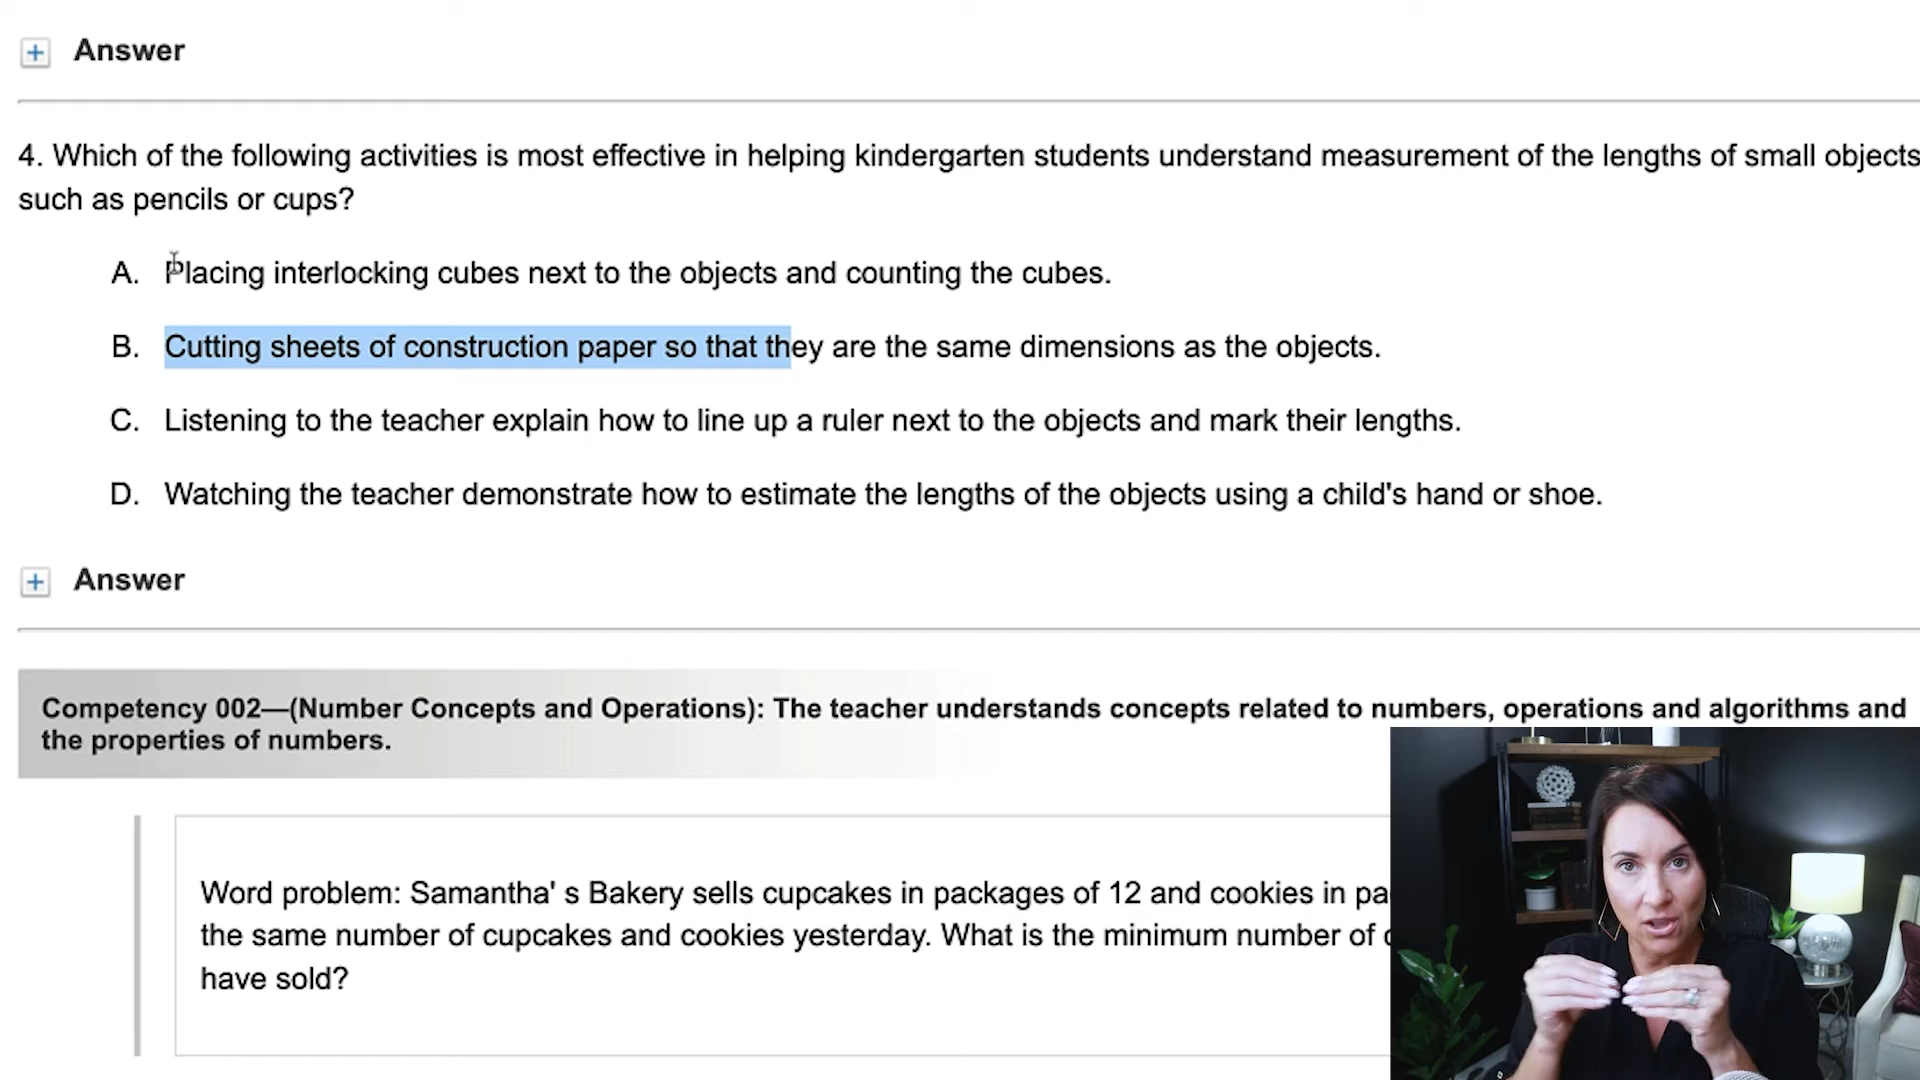 Answer
4. Which of the following activities is most effective in helping kindergarten students understand measurement of the lengths of small objects
such as pencils or cups?
A. Placing interlocking cubes next to the objects and counting the cubes.
B. Cutting sheets of construction paper so that they are the same dimensions as the objects.
C. Listening to the teacher explain how to line up a ruler next to the objects and mark their lengths.
D. Watching the teacher demonstrate how to estimate the lengths of the objects using a child's hand or shoe.
Answer
Competency 002—(Number Concepts and Operations): The teacher understands concepts related to numbers, operations and algorithms and
the properties of numbers.
Word problem: Samantha' s Bakery sells cupcakes in packages of 12 and cookies in
the same number of cupcakes and cookies yesterday. What is the minimum number of
have sold?